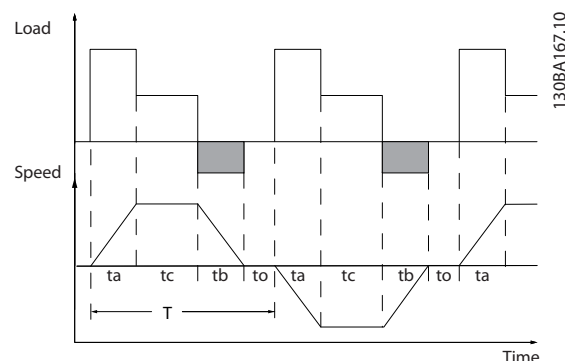 Load
130BA167.10
Speed
ta tc tb to ta tc tb to ta
T
Time